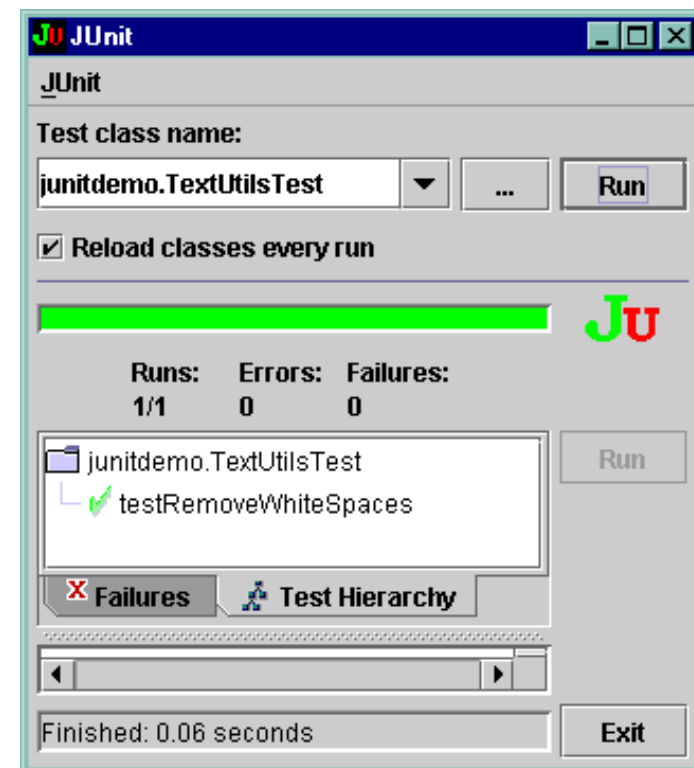 JU JUnit
JUnit
Test class name:
junitdemo.TextUtilsTest ... Run
Reload classes every run
JU
Runs: Errors: Failures:
1/1 0 0
junitdemo.TextUtilsTest Run
testRemoveWhiteSpaces
Failures Test Hierarchy
Finished: 0.06 seconds Exit